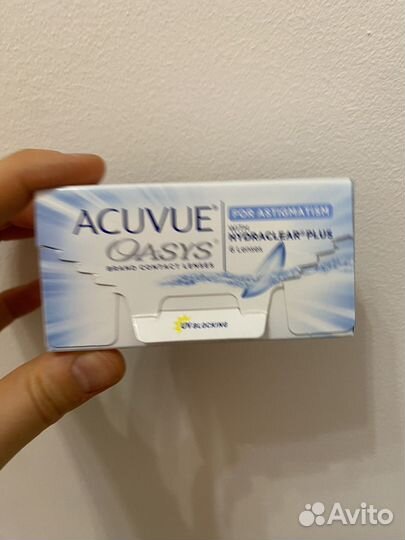 ACUVUE®
OASYS®
BRAND CONTACT LENSES
FOR ASTIGMATISM
WITH
HYDRACLEAR® PLUS
6 Lenses
UV BLOCKING
Avito